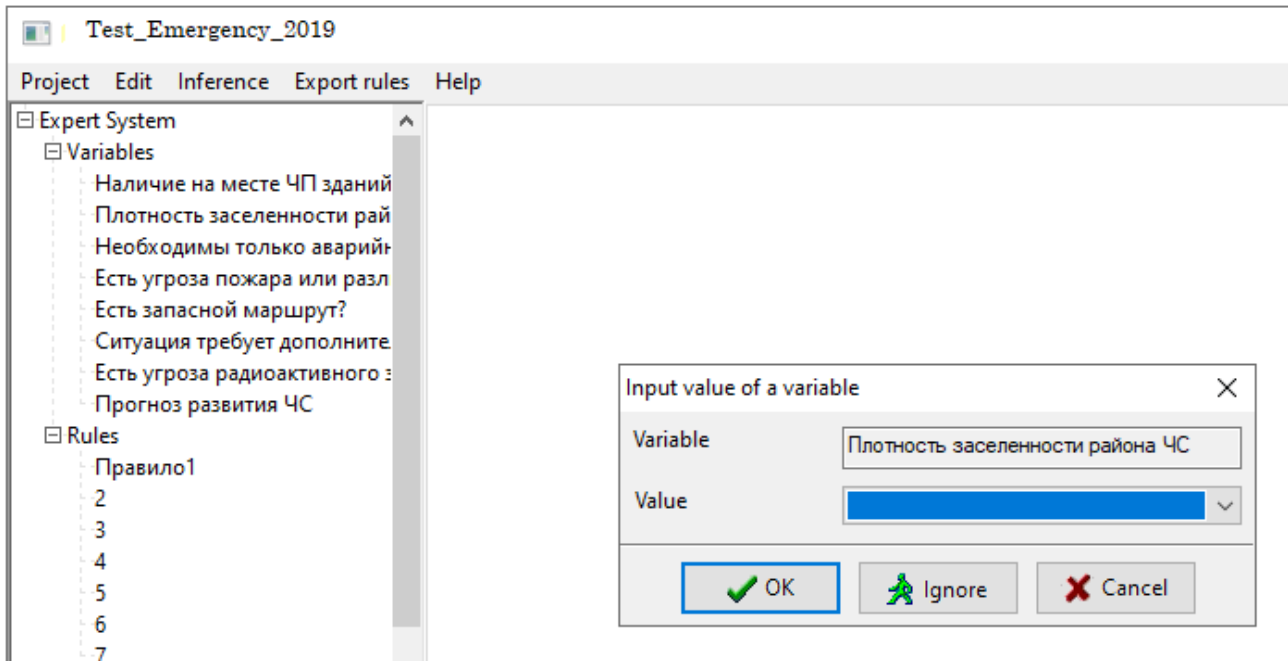 Test_Emergency_2019
Project Edit Inference Export rules Help
Expert System
Variables
Наличие на месте ЧП зданий
Плотность заселенности рай
Необходимы только аварийн
Есть угроза пожара или разл
Есть запасной маршрут?
Ситуация требует дополните
Есть угроза радиоактивного з
Прогноз развития ЧС
Rules
Правило1
2
3
4
5
6
7
Input value of a variable
Variable
Плотность заселенности района ЧС
Value
OK
Ignore
Cancel